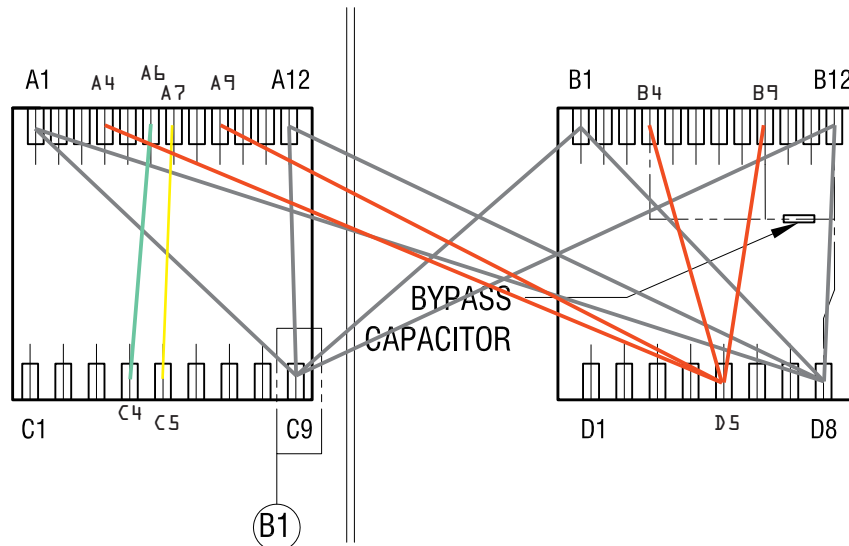 A1 A4 A6 A7 A9 A12 B1 B4 B9 B12
BYPASS
CAPACITOR
C1 C4 C5 C9 D1 D5 D8
B1